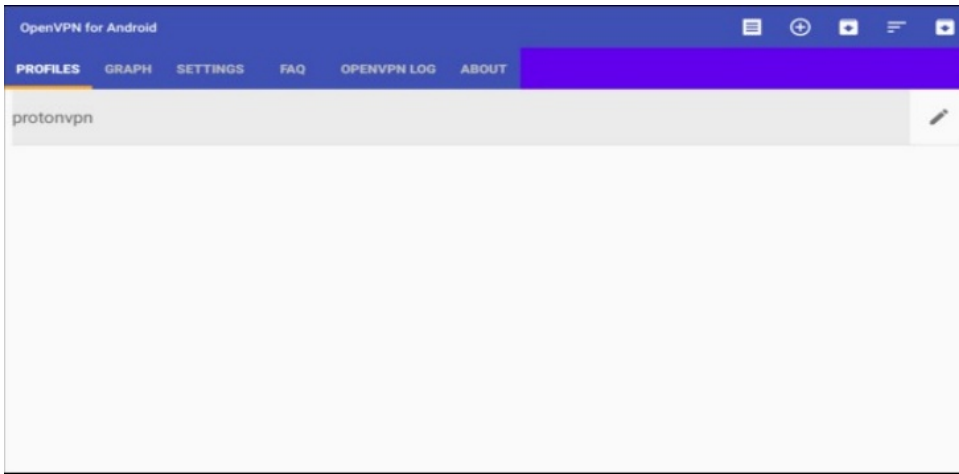 OpenVPN for Android
PROFILES GRAPH SETTINGS FAQ OPENVPN LOG ABOUT
protonvpn